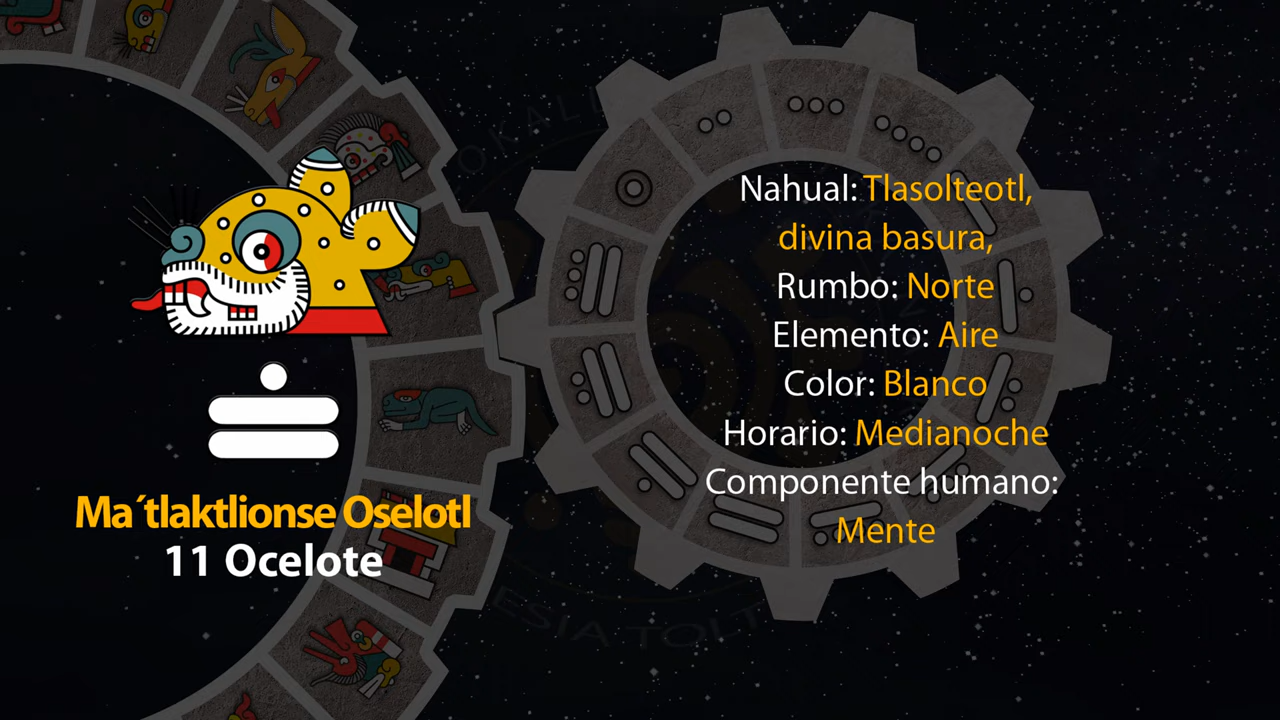 Ma´tlaktlionse Oselotl
11 Ocelote
Nahual: Tlasolteotl,
divina basura,
Rumbo: Norte
Elemento: Aire
Color: Blanco
Horario: Medianoche
Componente humano:
Mente